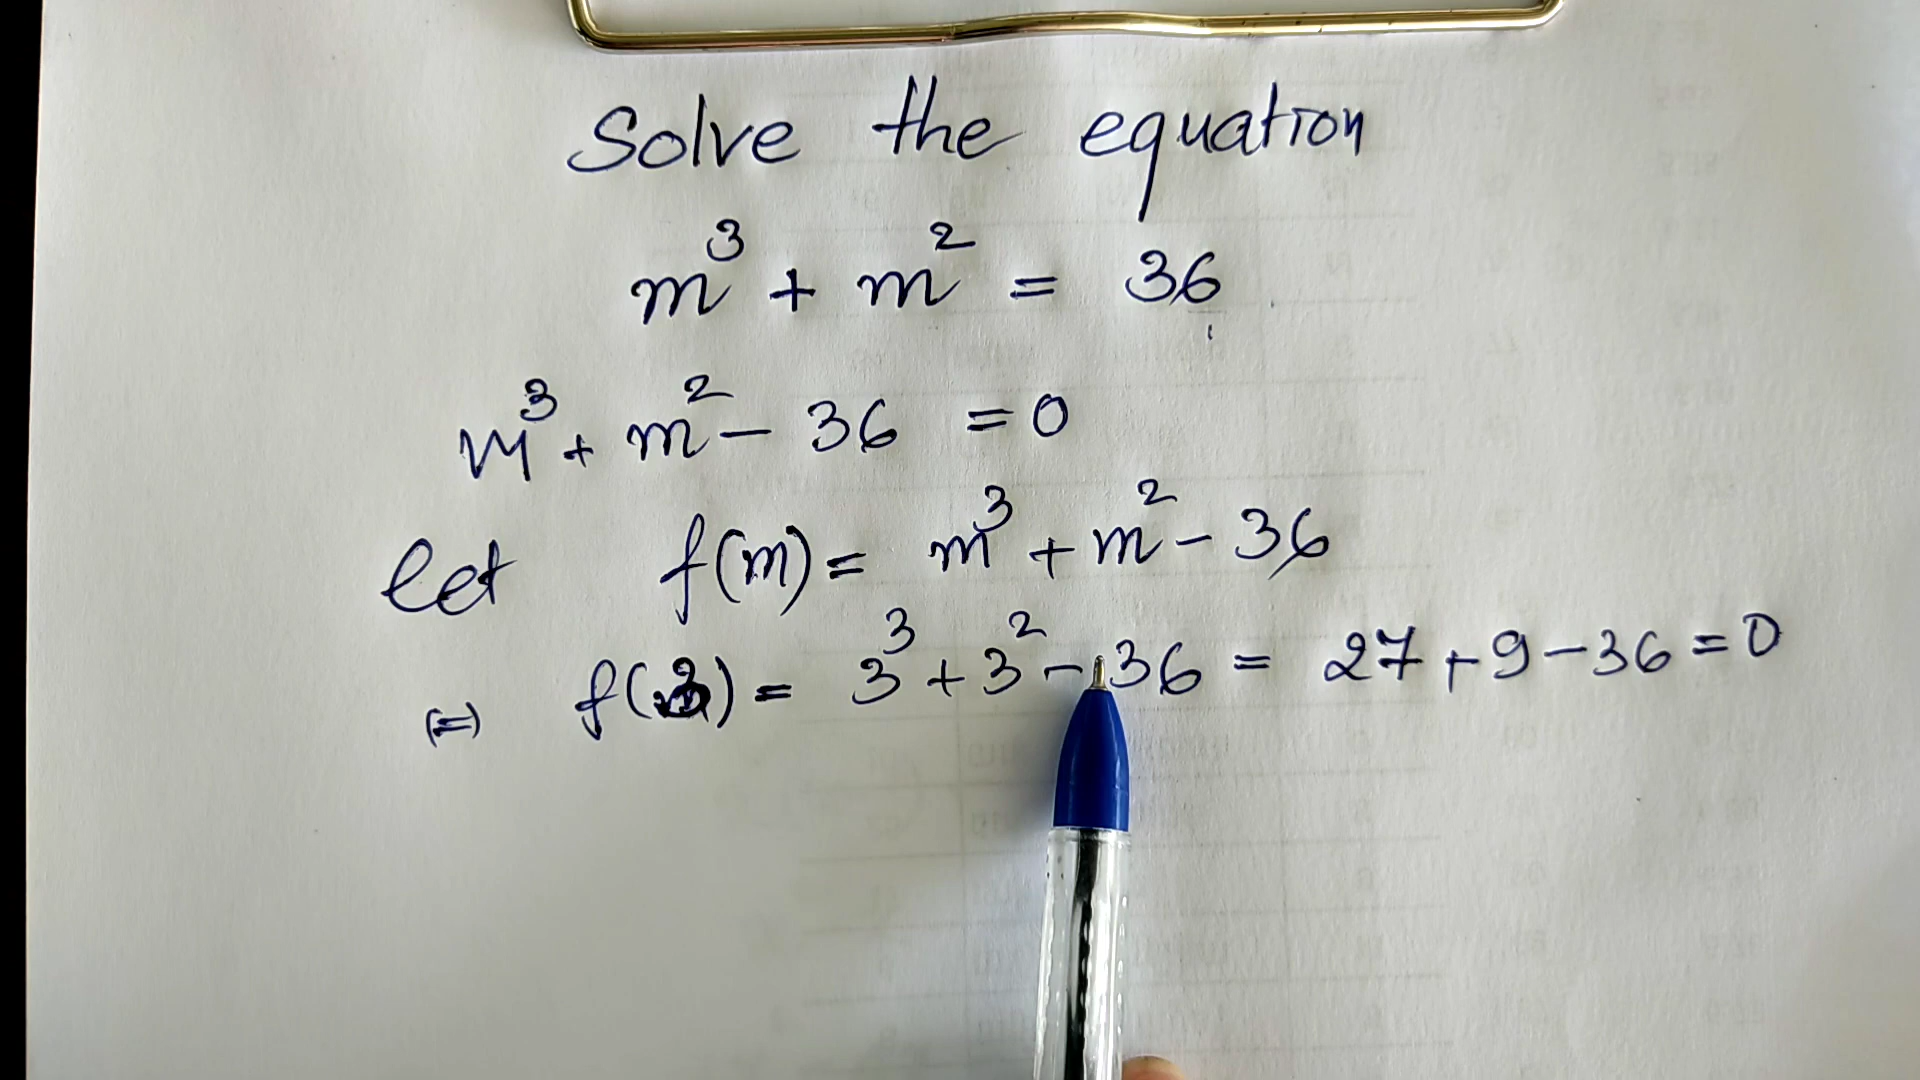 Solve the equation
m³ + m² = 36
m³ + m² - 36 = 0
let f(m) = m³ + m² - 36
(=) f(3) = 3³ + 3² - 36 = 27 + 9 - 36 = 0